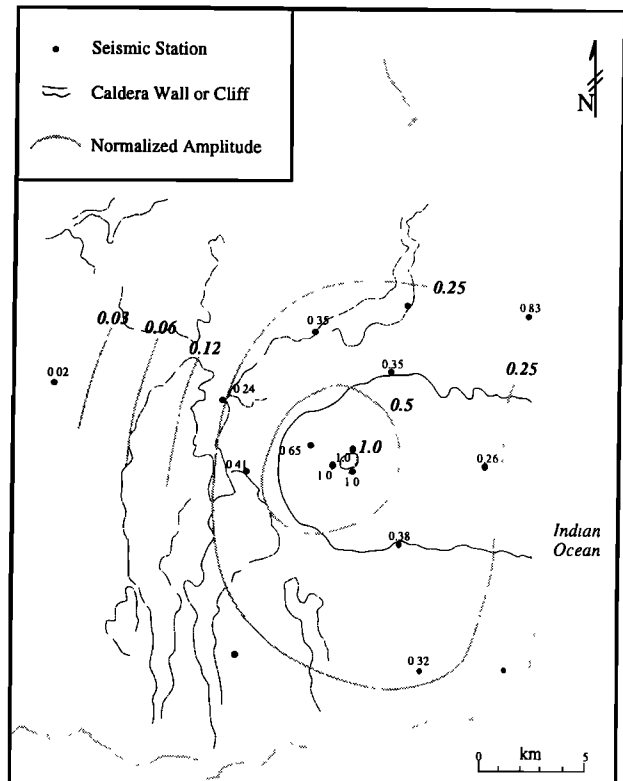 Seismic Station
Caldera Wall or Cliff
Normalized Amplitude
N
0.25
0.83
0.03
0.06
0.12
0.35
0.35
0.25
0.02
0.24
0.5
0.65
1.0
1.0
1.0
1.0
0.41
0.26
0.38
Indian
Ocean
0.32
0 km 5